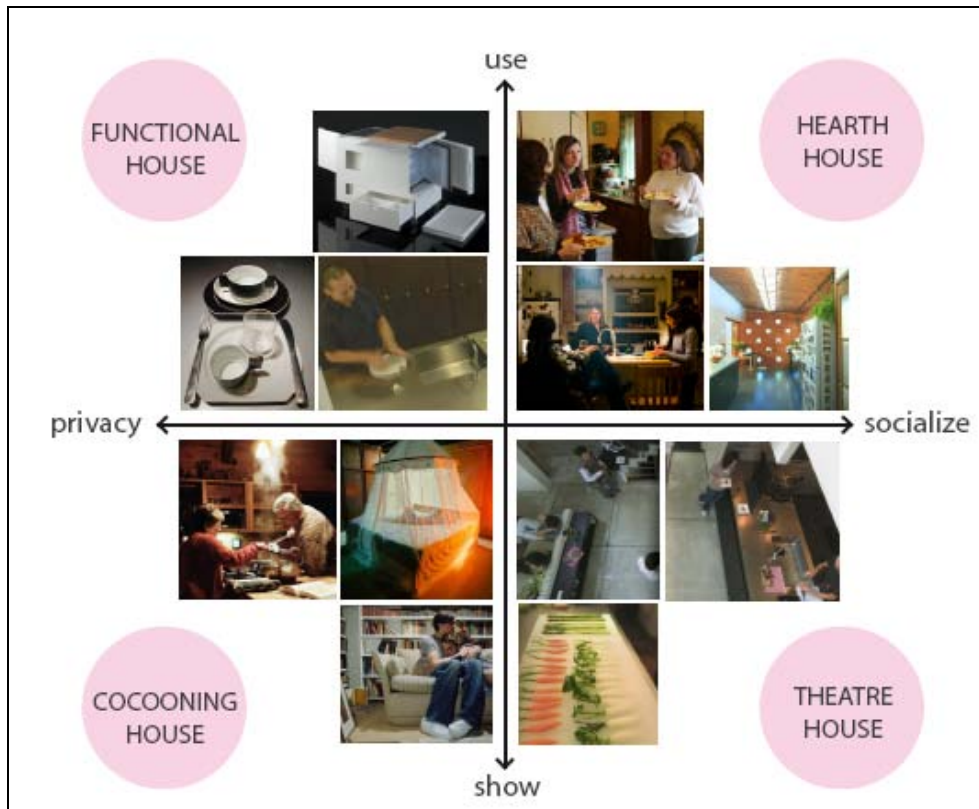 use
FUNCTIONAL
HOUSE
HEARTH
HOUSE
privacy
socialize
COCOONING
HOUSE
THEATRE
HOUSE
show